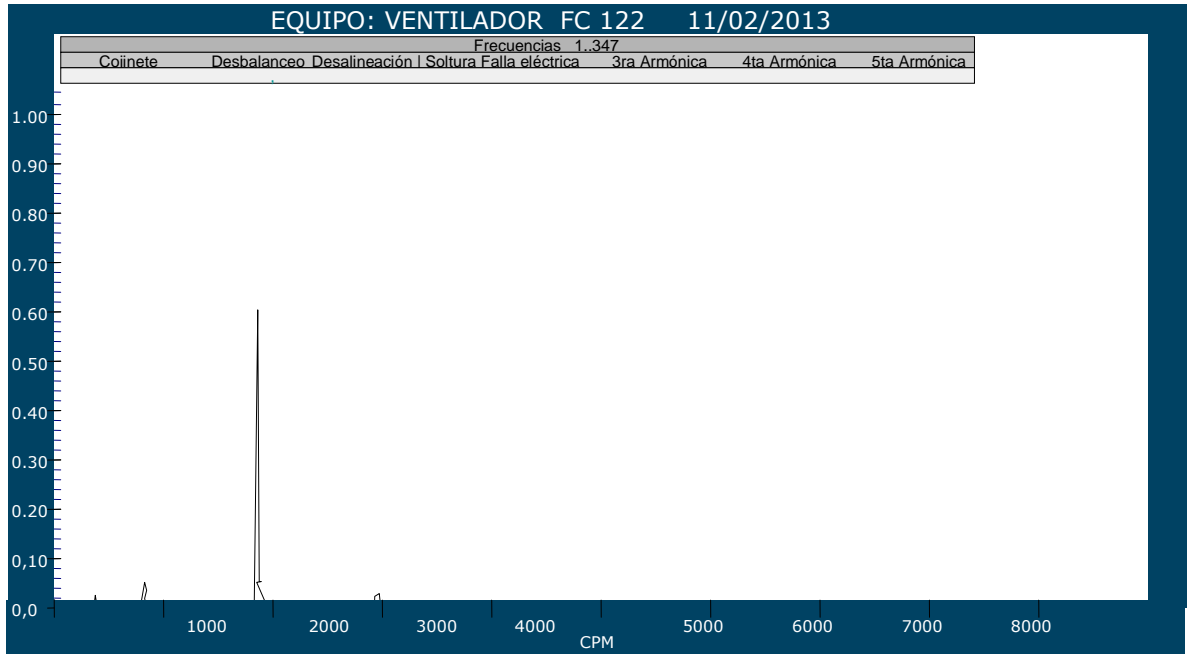 EQUIPO: VENTILADOR FC 122 11/02/2013
Frecuencias 1..347
Cojinete Desbalanceo Desalineación | Soltura Falla eléctrica 3ra Armónica 4ta Armónica 5ta Armónica
1.00
0.90
0.80
0.70
0.60
0.50
0.40
0.30
0.20
0,10
0,0
1000 2000 3000 4000 5000 6000 7000 8000
CPM